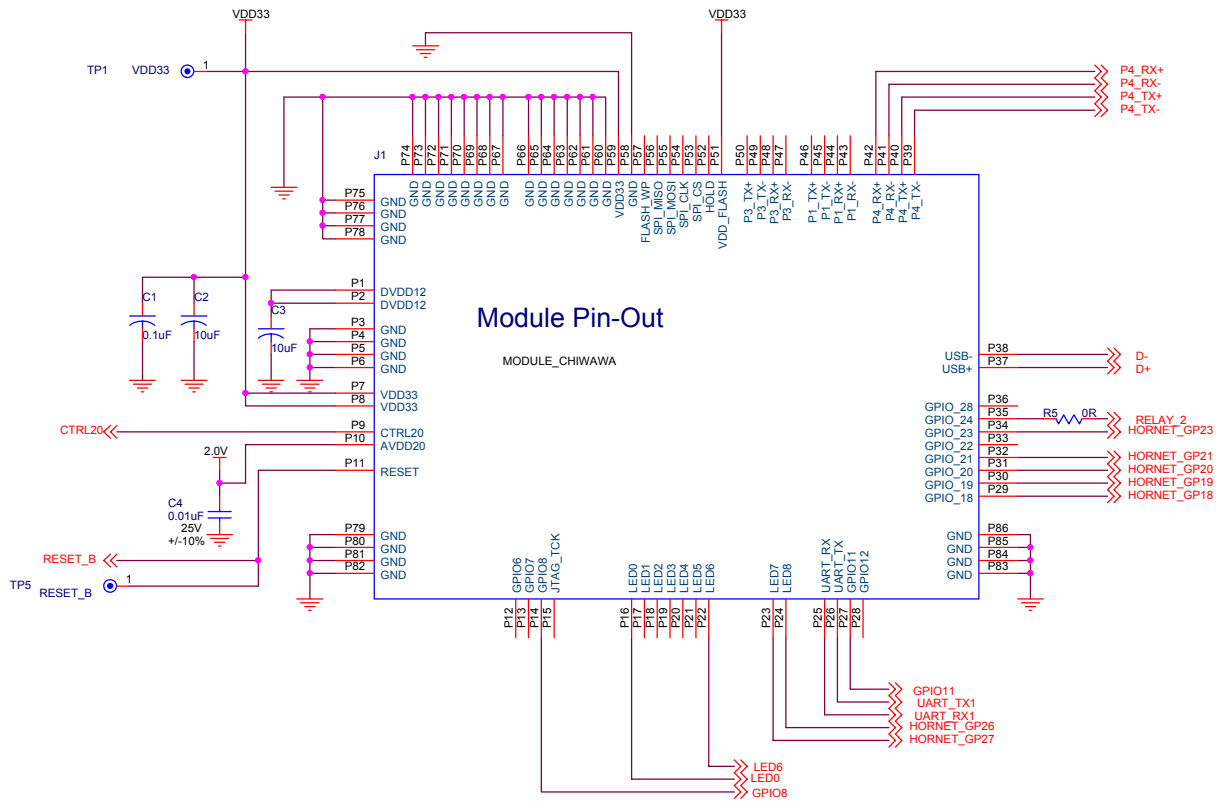 VDD33
VDD33
TP1 VDD33 1
P4_RX+
P4_RX-
P4_TX+
P4_TX-
J1
P74 P73 P72 P71 P70 P69 P68 P67 P66 P65 P64 P63 P62 P61 P60 P59 P58 P57 P56 P55 P54 P53 P52 P51 P50 P49 P48 P47 P46 P45 P44 P43 P42 P41 P40 P39
GND GND GND GND GND GND GND GND GND GND GND GND GND GND GND VDD33 GND FLASH_WP SPI_MISO SPI_MOSI SPI_CLK SPI_CS HOLD VDD_FLASH P3_TX+ P3_TX- P3_RX+ P3_RX- P1_TX+ P1_TX- P1_RX+ P1_RX- P4_RX+ P4_RX- P4_TX+ P4_TX-
P75 GND
P76 GND
P77 GND
P78 GND
P1 DVDD12
P2 DVDD12
C1 0.1uF
C2 10uF
C3 10uF
Module Pin-Out
MODULE_CHIWAWA
P3 GND
P4 GND
P5 GND
P6 GND
P7 VDD33
P8 VDD33
CTRL20 P9 CTRL20
P10 AVDD20
2.0V
P11 RESET
C4
0.01uF
25V
+/-10%
USB- P38 D-
USB+ P37 D+
GPIO_28 P36
GPIO_24 P35 R5 0R RELAY_2
GPIO_23 P34 HORNET_GP23
GPIO_22 P33
GPIO_21 P32 HORNET_GP21
GPIO_20 P31 HORNET_GP20
GPIO_19 P30 HORNET_GP19
GPIO_18 P29 HORNET_GP18
P79 GND
P80 GND
P81 GND
P82 GND
GND P86
GND P85
GND P84
GND P83
RESET_B
TP5 RESET_B 1
GPIO6 GPIO7 GPIO8 JTAG_TCK LED0 LED1 LED2 LED3 LED4 LED5 LED6 LED7 LED8 UART_RX UART_TX GPIO11 GPIO12
P12 P13 P14 P15 P16 P17 P18 P19 P20 P21 P22 P23 P24 P25 P26 P27 P28
GPIO11
UART_TX1
UART_RX1
HORNET_GP26
HORNET_GP27
LED6
LED0
GPIO8